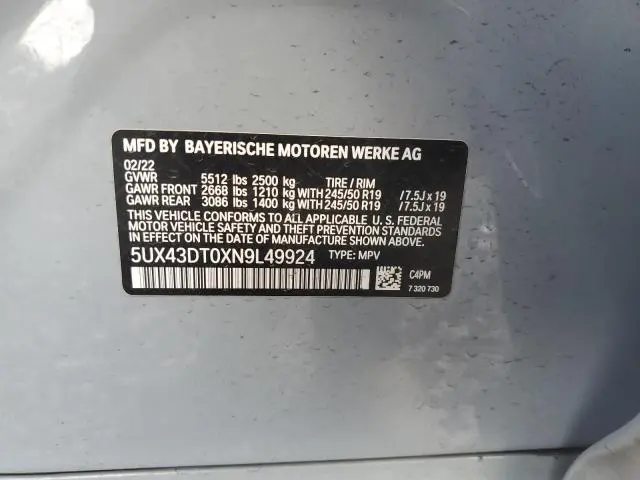 MFD BY BAYERISCHE MOTOREN WERKE AG
02/22
GVWR 5512 lbs 2500 kg TIRE / RIM
GAWR FRONT 2668 lbs 1210 kg WITH 245/50 R19 / 7.5J x 19
GAWR REAR 3086 lbs 1400 kg WITH 245/50 R19 / 7.5J x 19
THIS VEHICLE CONFORMS TO ALL APPLICABLE U. S. FEDERAL
MOTOR VEHICLE SAFETY AND THEFT PREVENTION STANDARDS
IN EFFECT ON THE DATE OF MANUFACTURE SHOWN ABOVE.
5UX43DT0XN9L49924 TYPE: MPV
C4PM
7 320 730